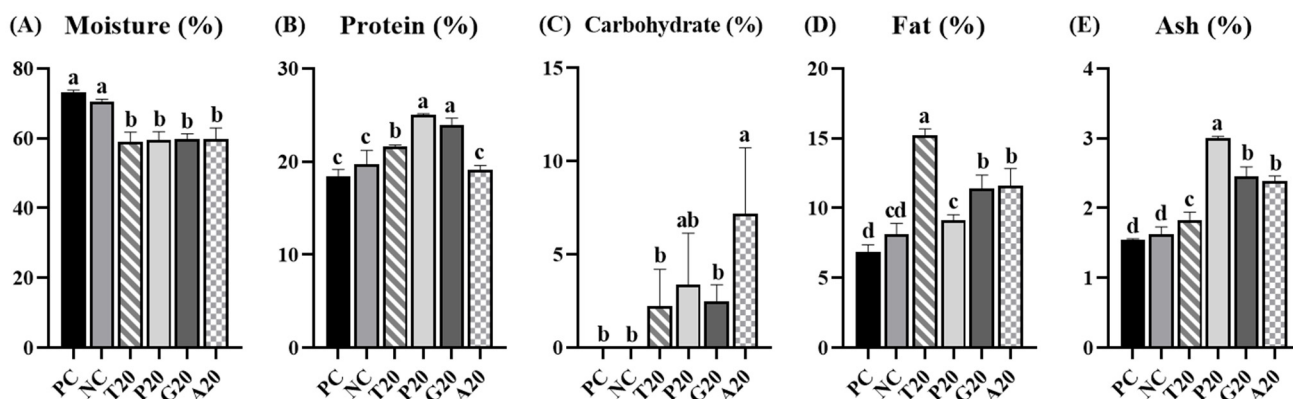 (A) Moisture (%)
80
60
40
20
0
a a b b b b
PC NC T20 P20 G20 A20
(B) Protein (%)
30
20
10
0
c c b a a c
PC NC T20 P20 G20 A20
(C) Carbohydrate (%)
15
10
5
0
b b b ab b a
PC NC T20 P20 G20 A20
(D) Fat (%)
20
15
10
5
0
d cd a c b b
PC NC T20 P20 G20 A20
(E) Ash (%)
4
3
2
1
0
d d c a b b
PC NC T20 P20 G20 A20